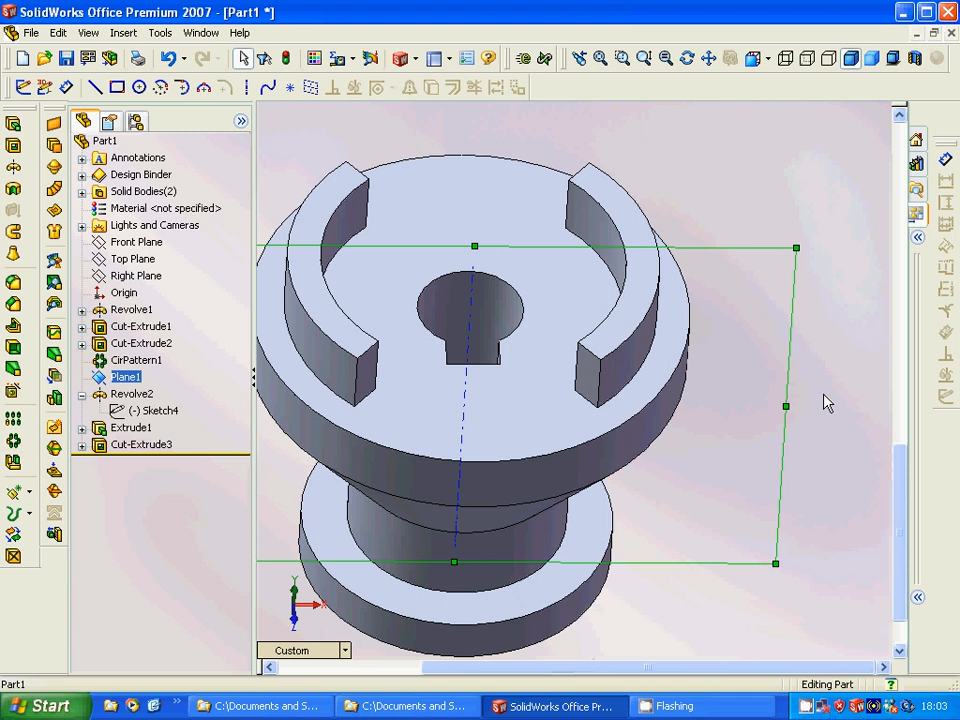 SolidWorks Office Premium 2007 - [Part1 *]
File Edit View Insert Tools Window Help
Part1
Annotations
Design Binder
Solid Bodies(2)
Material <not specified>
Lights and Cameras
Front Plane
Top Plane
Right Plane
Origin
Revolve1
Cut-Extrude1
Cut-Extrude2
CirPattern1
Plane1
Revolve2
(-) Sketch4
Extrude1
Cut-Extrude3
Y
X
Z
Custom
Part1 Editing Part
Start C:\Documents and S... C:\Documents and S... SolidWorks Office Pr... Flashing 18:03